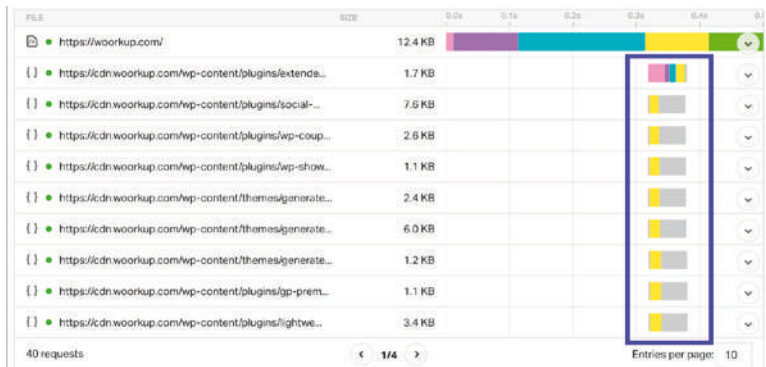 FILE SIZE 0.0s 0.1s 0.2s 0.3s 0.4s
https://woorkup.com/ 12.4 KB
{ } https://cdn.woorkup.com/wp-content/plugins/extende... 1.7 KB
{ } https://cdn.woorkup.com/wp-content/plugins/social-... 7.6 KB
{ } https://cdn.woorkup.com/wp-content/plugins/wp-coup... 2.6 KB
{ } https://cdn.woorkup.com/wp-content/plugins/wp-show... 1.1 KB
{ } https://cdn.woorkup.com/wp-content/themes/generate... 2.4 KB
{ } https://cdn.woorkup.com/wp-content/themes/generate... 6.0 KB
{ } https://cdn.woorkup.com/wp-content/themes/generate... 1.2 KB
{ } https://cdn.woorkup.com/wp-content/plugins/gp-prem... 1.1 KB
{ } https://cdn.woorkup.com/wp-content/plugins/lightwe... 3.4 KB
40 requests 1/4 Entries per page: 10